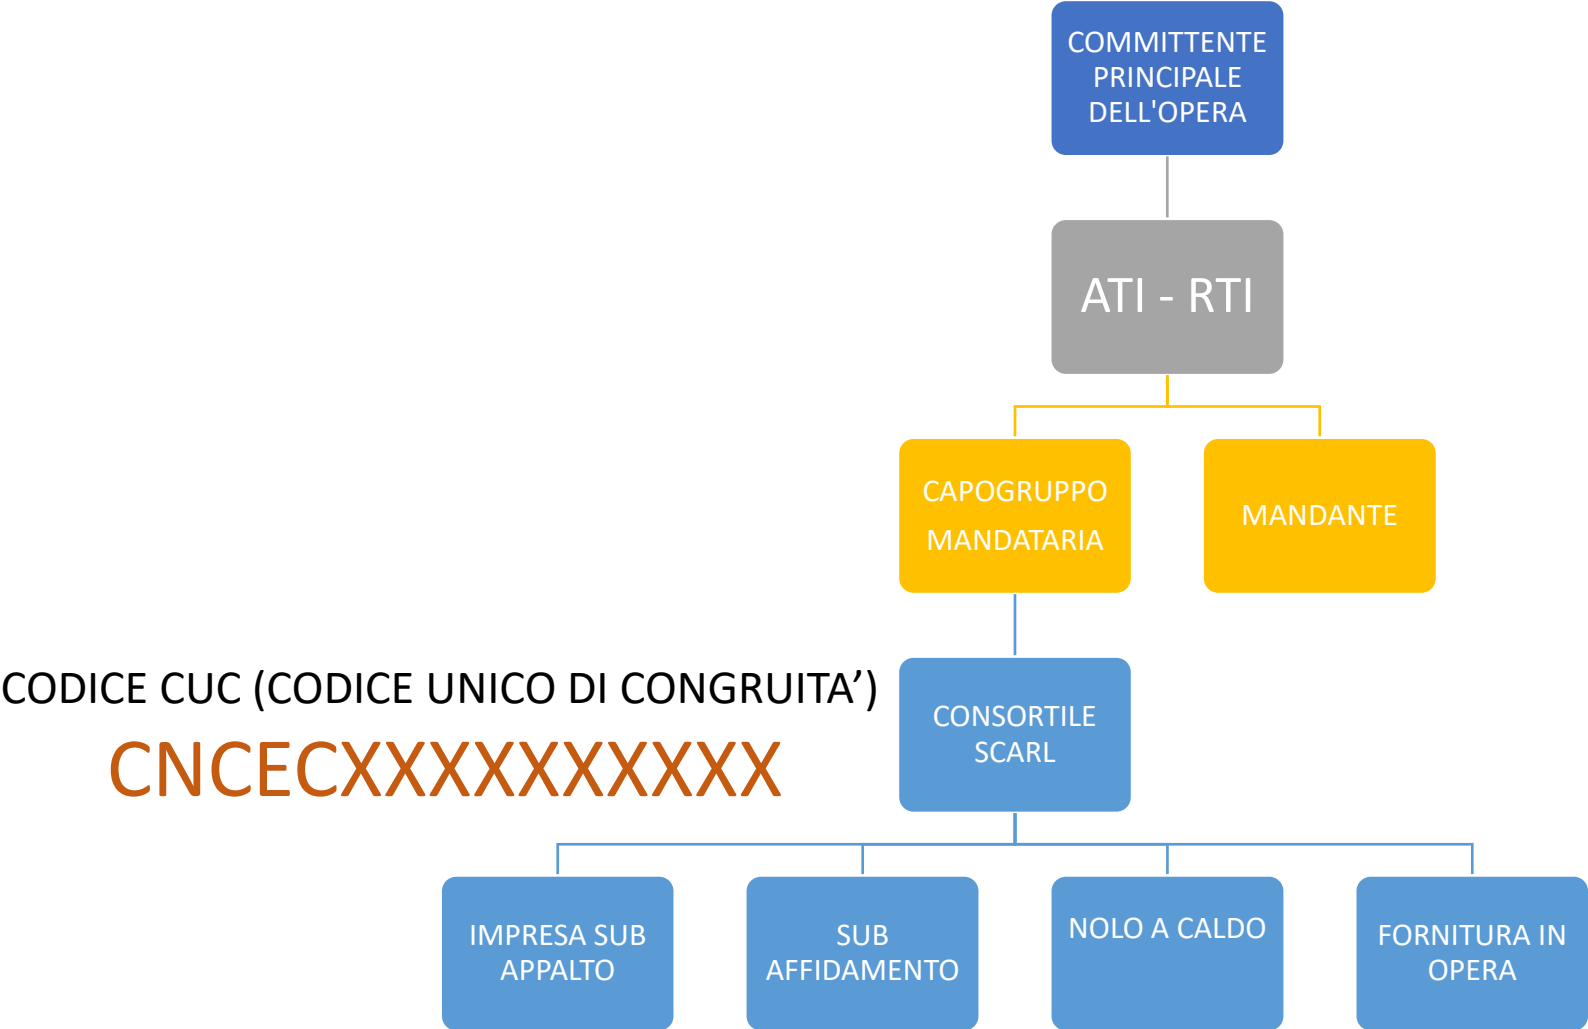 COMMITTENTE
PRINCIPALE
DELL'OPERA
ATI - RTI
CAPOGRUPPO
MANDATARIA
MANDANTE
CODICE CUC (CODICE UNICO DI CONGRUITA’)
CNCECXXXXXXXXXX
CONSORTILE
SCARL
IMPRESA SUB
APPALTO
SUB
AFFIDAMENTO
NOLO A CALDO
FORNITURA IN
OPERA